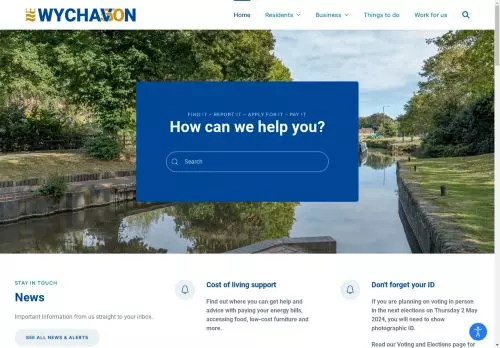 WYCHAVON
Home Residents Business Things to do Work for us
FIND IT – REPORT IT – APPLY FOR IT – PAY IT
How can we help you?
Search
STAY IN TOUCH
News
Important information from us straight to your inbox.
SEE ALL NEWS & ALERTS
Cost of living support
Find out where you can get help and
advice with paying your energy bills,
accessing food, low-cost furniture and
more.
Don't forget your ID
If you are planning on voting in person
in the next elections on Thursday 2 May
2024, you will need to show
photographic ID.
Read our Voting and Elections page for